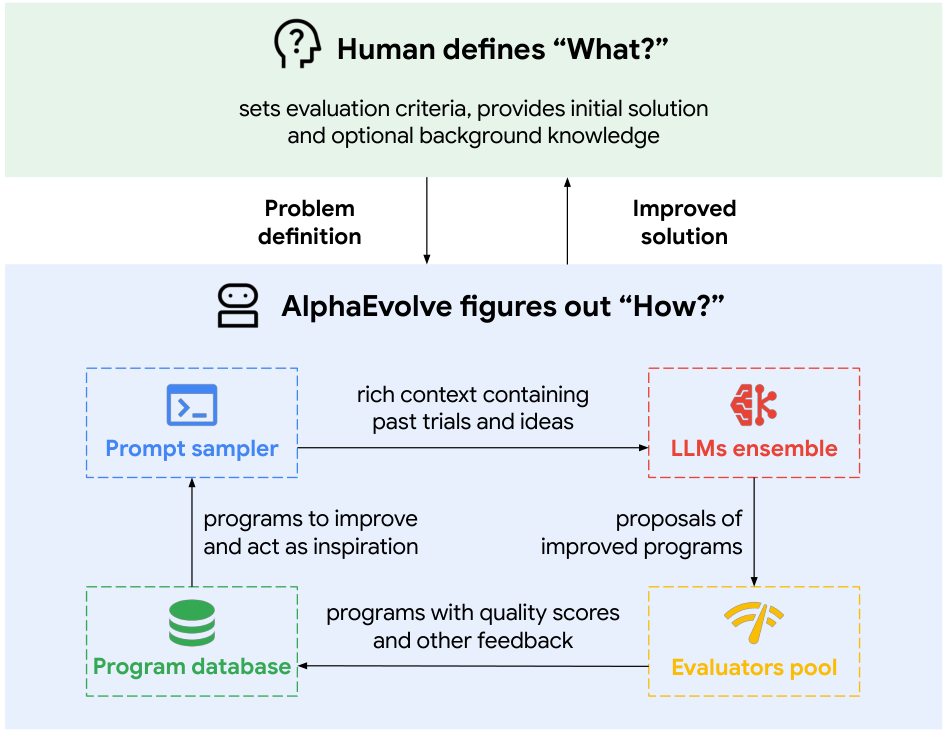 Human defines “What?”
sets evaluation criteria, provides initial solution
and optional background knowledge
Problem
definition
Improved
solution
AlphaEvolve figures out “How?”
Prompt sampler
rich context containing
past trials and ideas
LLMs ensemble
programs to improve
and act as inspiration
proposals of
improved programs
Program database
programs with quality scores
and other feedback
Evaluators pool